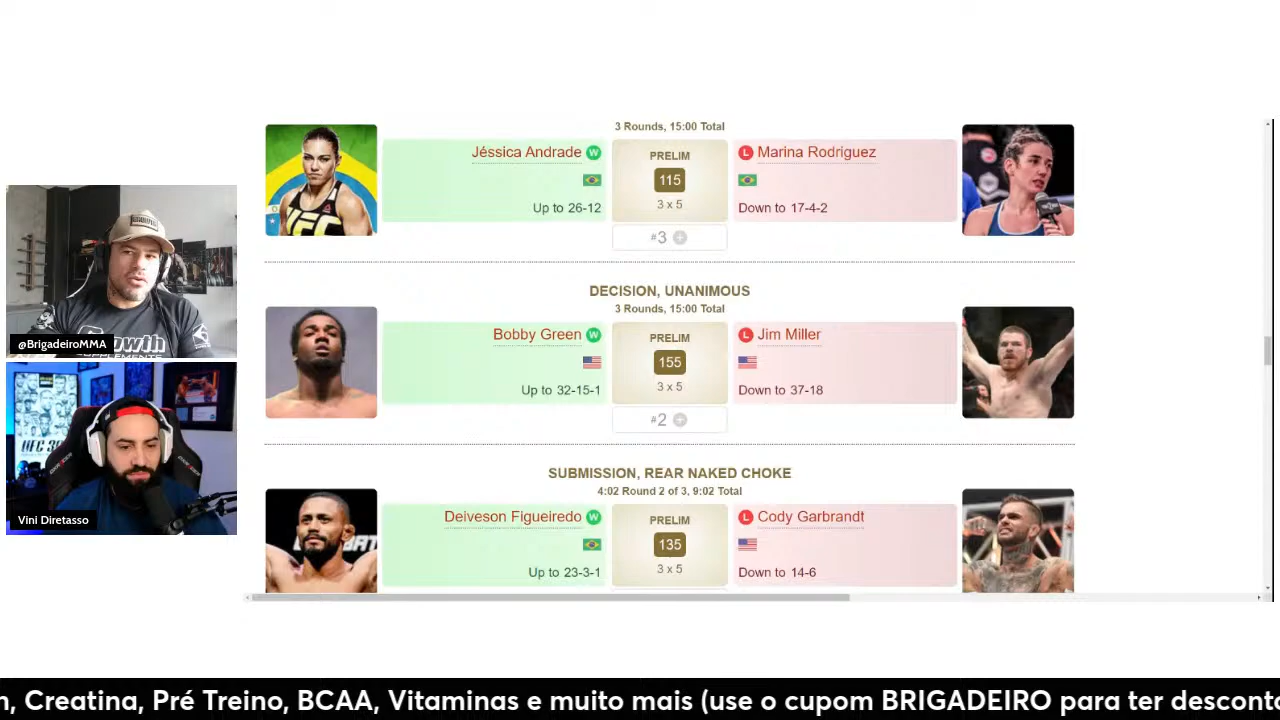 3 Rounds, 15:00 Total
Jéssica Andrade W
PRELIM
L Marina Rodriguez
115
Up to 26-12
3 x 5
Down to 17-4-2
#3
@BrigadeiroMMA
Vini Diretasso
DECISION, UNANIMOUS
3 Rounds, 15:00 Total
Bobby Green W
PRELIM
L Jim Miller
155
Up to 32-15-1
3 x 5
Down to 37-18
#2
SUBMISSION, REAR NAKED CHOKE
4:02 Round 2 of 3, 9:02 Total
Deiveson Figueiredo W
PRELIM
L Cody Garbrandt
135
Up to 23-3-1
3 x 5
Down to 14-6
UFC
, Creatina, Pré Treino, BCAA, Vitaminas e muito mais (use o cupom BRIGADEIRO para ter desconto